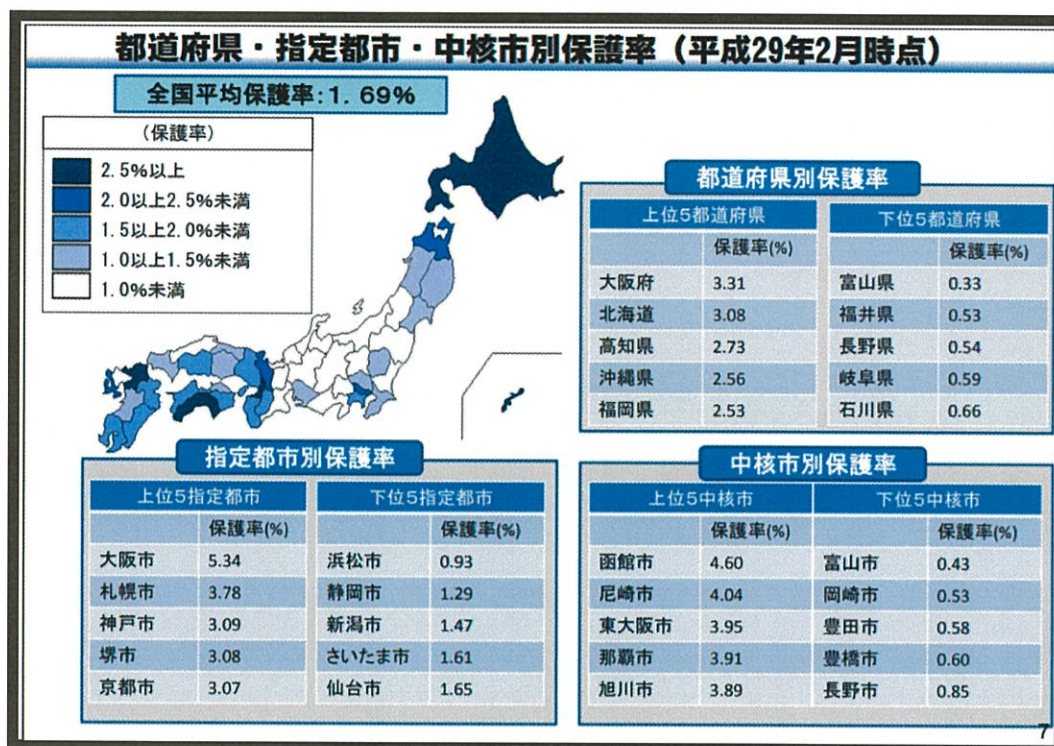 都道府県・指定都市・中核市別保護率（平成29年2月時点）
全国平均保護率：1．69%
（保護率）
2.5%以上
2.0以上2.5%未満
1.5以上2.0%未満
1.0以上1.5%未満
1.0%未満
都道府県別保護率
上位5都道府県 下位5都道府県
保護率(%) 保護率(%)
大阪府 3.31 富山県 0.33
北海道 3.08 福井県 0.53
高知県 2.73 長野県 0.54
沖縄県 2.56 岐阜県 0.59
福岡県 2.53 石川県 0.66
指定都市別保護率
上位5指定都市 下位5指定都市
保護率(%) 保護率(%)
大阪市 5.34 浜松市 0.93
札幌市 3.78 静岡市 1.29
神戸市 3.09 新潟市 1.47
堺市 3.08 さいたま市 1.61
京都市 3.07 仙台市 1.65
中核市別保護率
上位5中核市 下位5中核市
保護率(%) 保護率(%)
函館市 4.60 富山市 0.43
尼崎市 4.04 岡崎市 0.53
東大阪市 3.95 豊田市 0.58
那覇市 3.91 豊橋市 0.60
旭川市 3.89 長野市 0.85
7